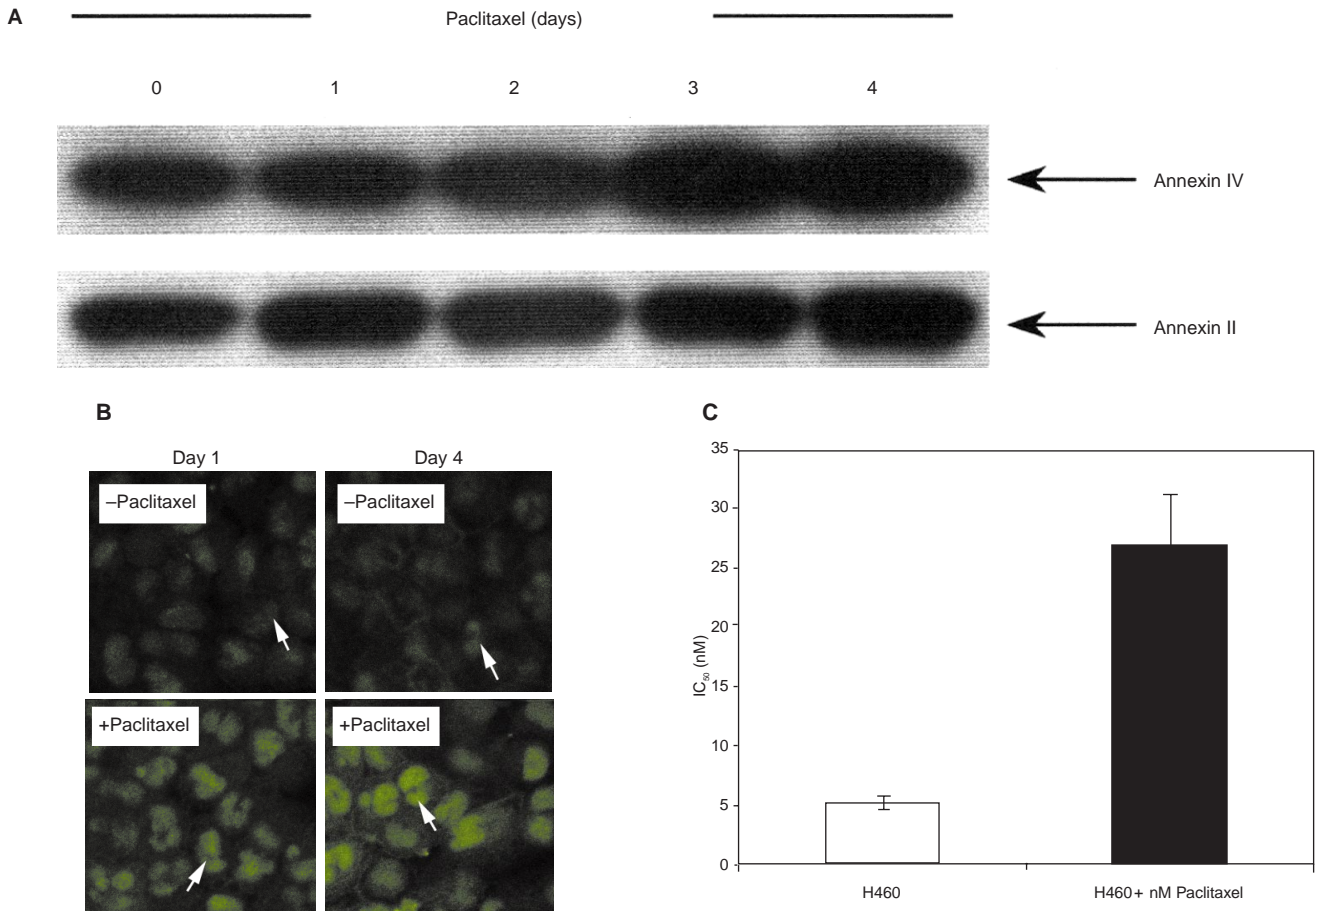 A
Paclitaxel (days)
0 1 2 3 4
Annexin IV
Annexin II
B
Day 1 Day 4
–Paclitaxel –Paclitaxel
+Paclitaxel +Paclitaxel
C
IC50 (nM)
35
30
25
20
15
10
5
0
H460 H460+ nM Paclitaxel